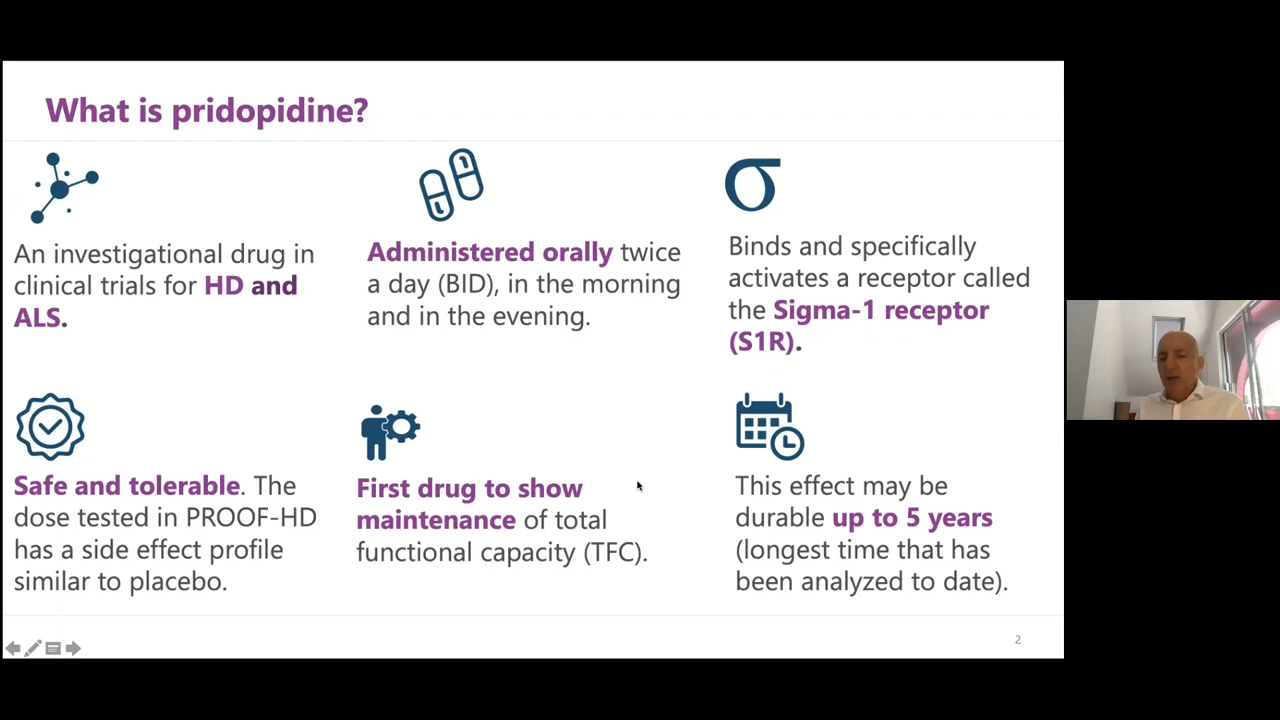 What is pridopidine?
An investigational drug in
clinical trials for HD and
ALS.
Administered orally twice
a day (BID), in the morning
and in the evening.
σ
Binds and specifically
activates a receptor called
the Sigma-1 receptor
(S1R).
Safe and tolerable. The
dose tested in PROOF-HD
has a side effect profile
similar to placebo.
First drug to show
maintenance of total
functional capacity (TFC).
This effect may be
durable up to 5 years
(longest time that has
been analyzed to date).
2